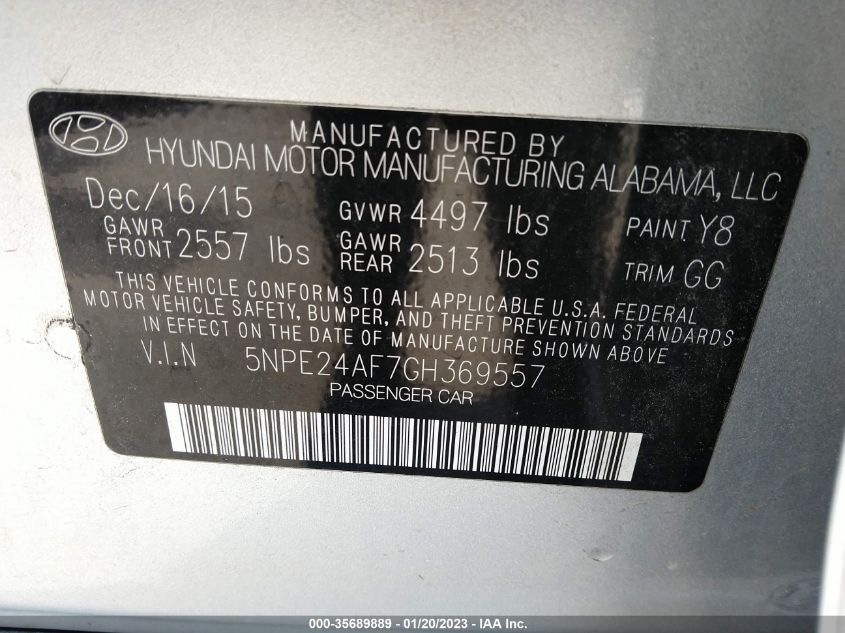 MANUFACTURED BY
HYUNDAI MOTOR MANUFACTURING ALABAMA, LLC
Dec/16/15 GVWR 4497 lbs PAINT Y8
GAWR FRONT 2557 lbs GAWR REAR 2513 lbs TRIM GG
THIS VEHICLE CONFORMS TO ALL APPLICABLE U.S.A. FEDERAL
MOTOR VEHICLE SAFETY, BUMPER, AND THEFT PREVENTION STANDARDS
IN EFFECT ON THE DATE OF MANUFACTURE SHOWN ABOVE
V.I.N 5NPE24AF7GH369557
PASSENGER CAR
000-35689889 - 01/20/2023 - IAA Inc.